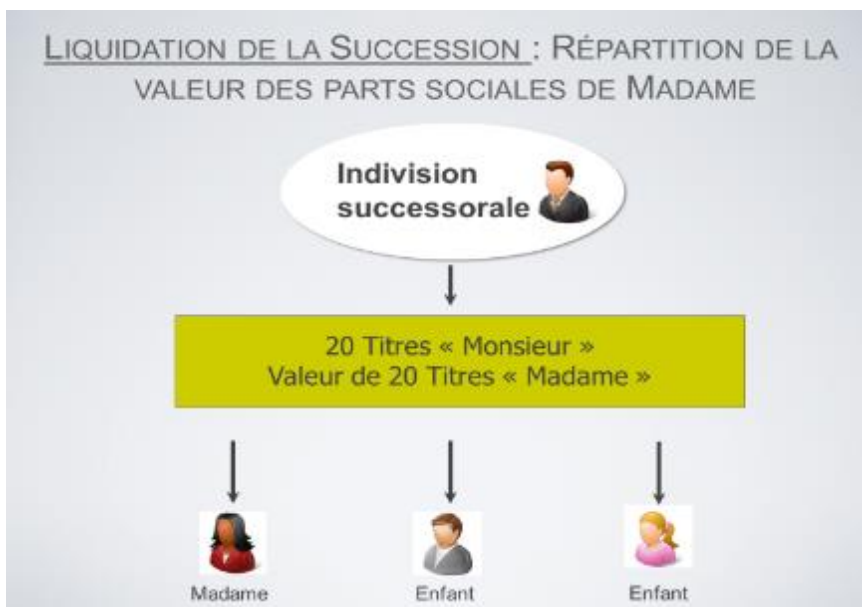 LIQUIDATION DE LA SUCCESSION : RÉPARTITION DE LA
VALEUR DES PARTS SOCIALES DE MADAME
Indivision
successorale
20 Titres « Monsieur »
Valeur de 20 Titres « Madame »
Madame
Enfant
Enfant